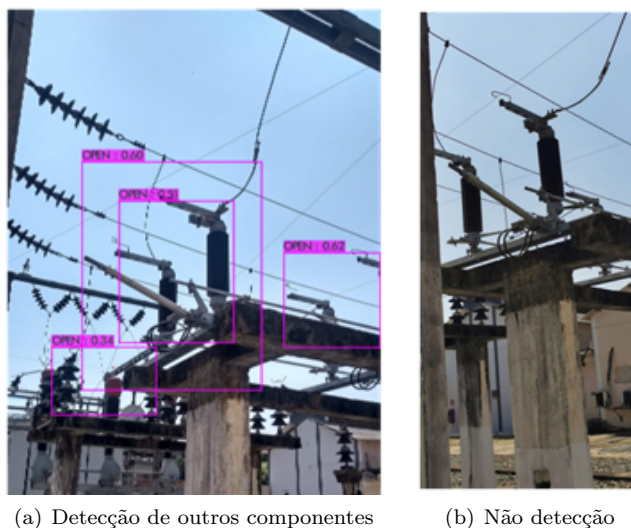 OPEN : 0.60
OPEN : 0.51
OPEN : 0.62
OPEN : 0.34
(a) Detecção de outros componentes
(b) Não detecção